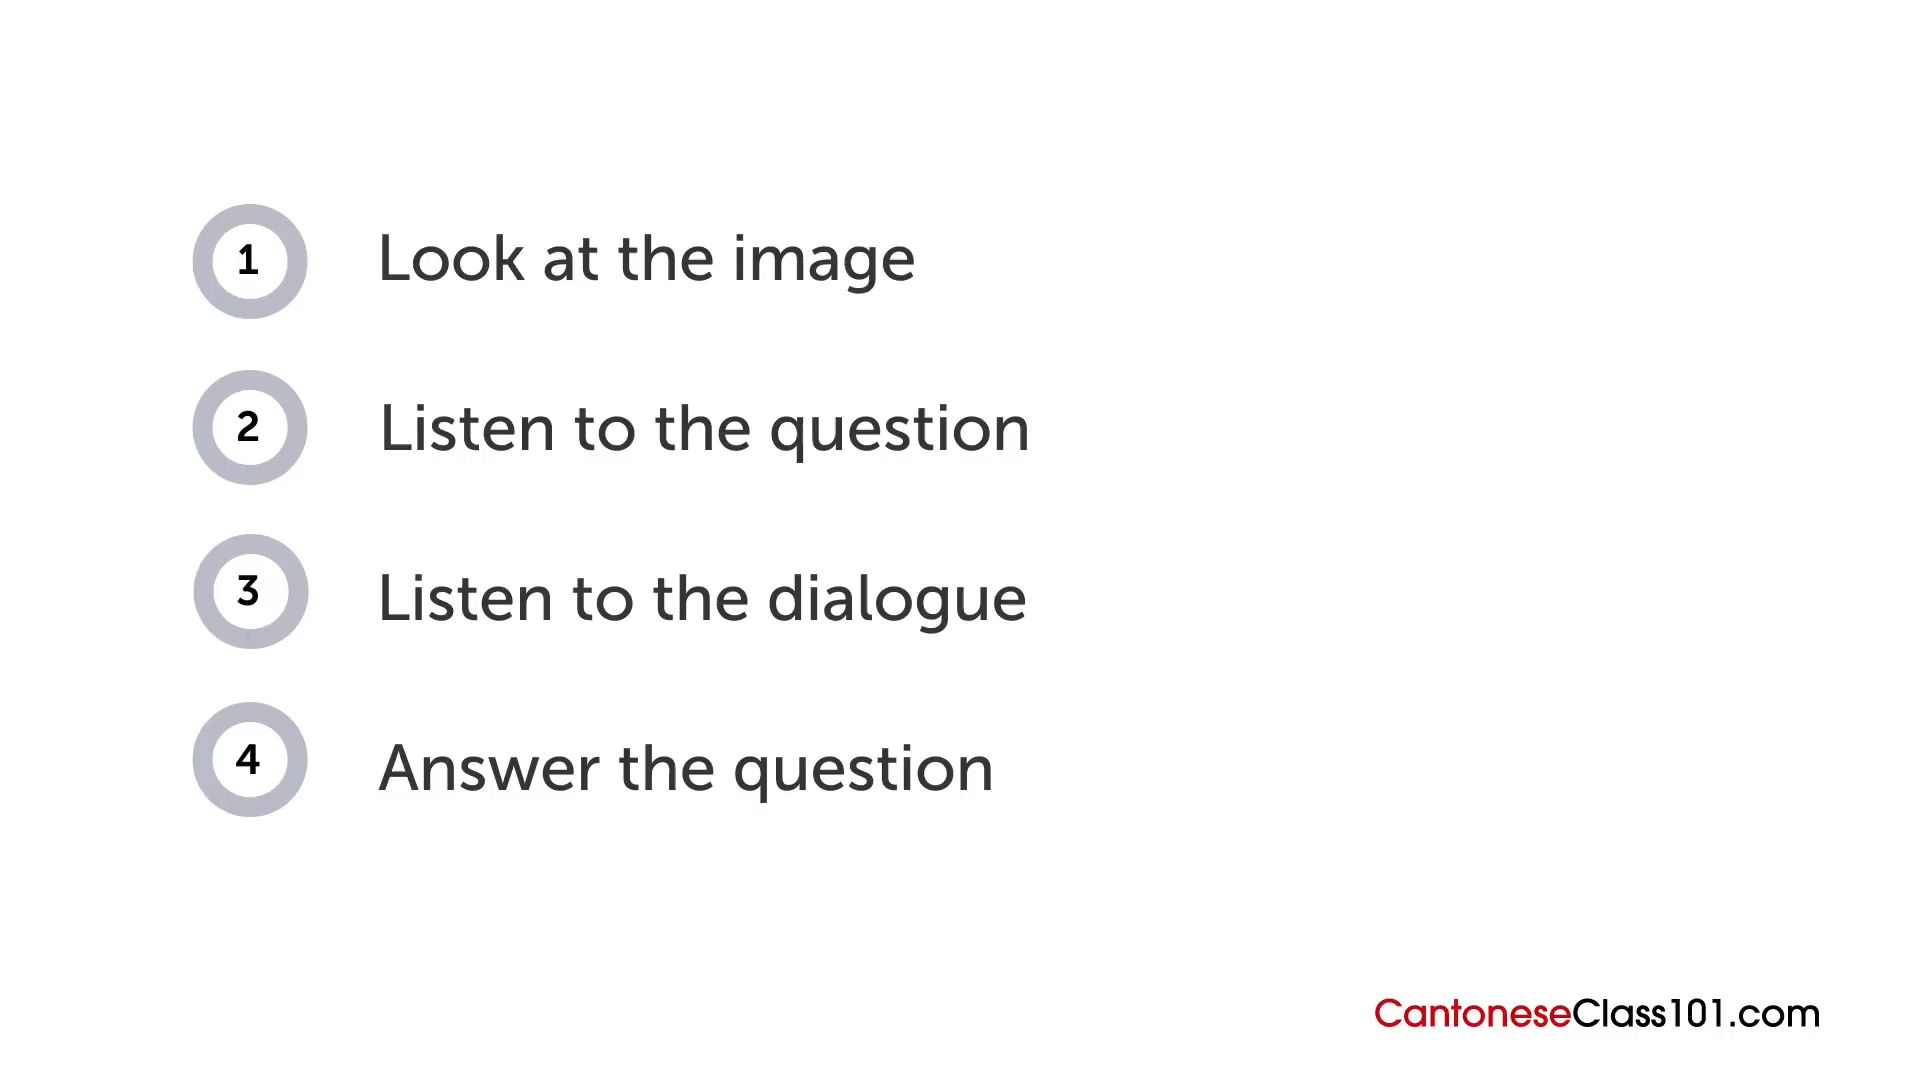 1 Look at the image
2 Listen to the question
3 Listen to the dialogue
4 Answer the question
CantoneseClass101.com